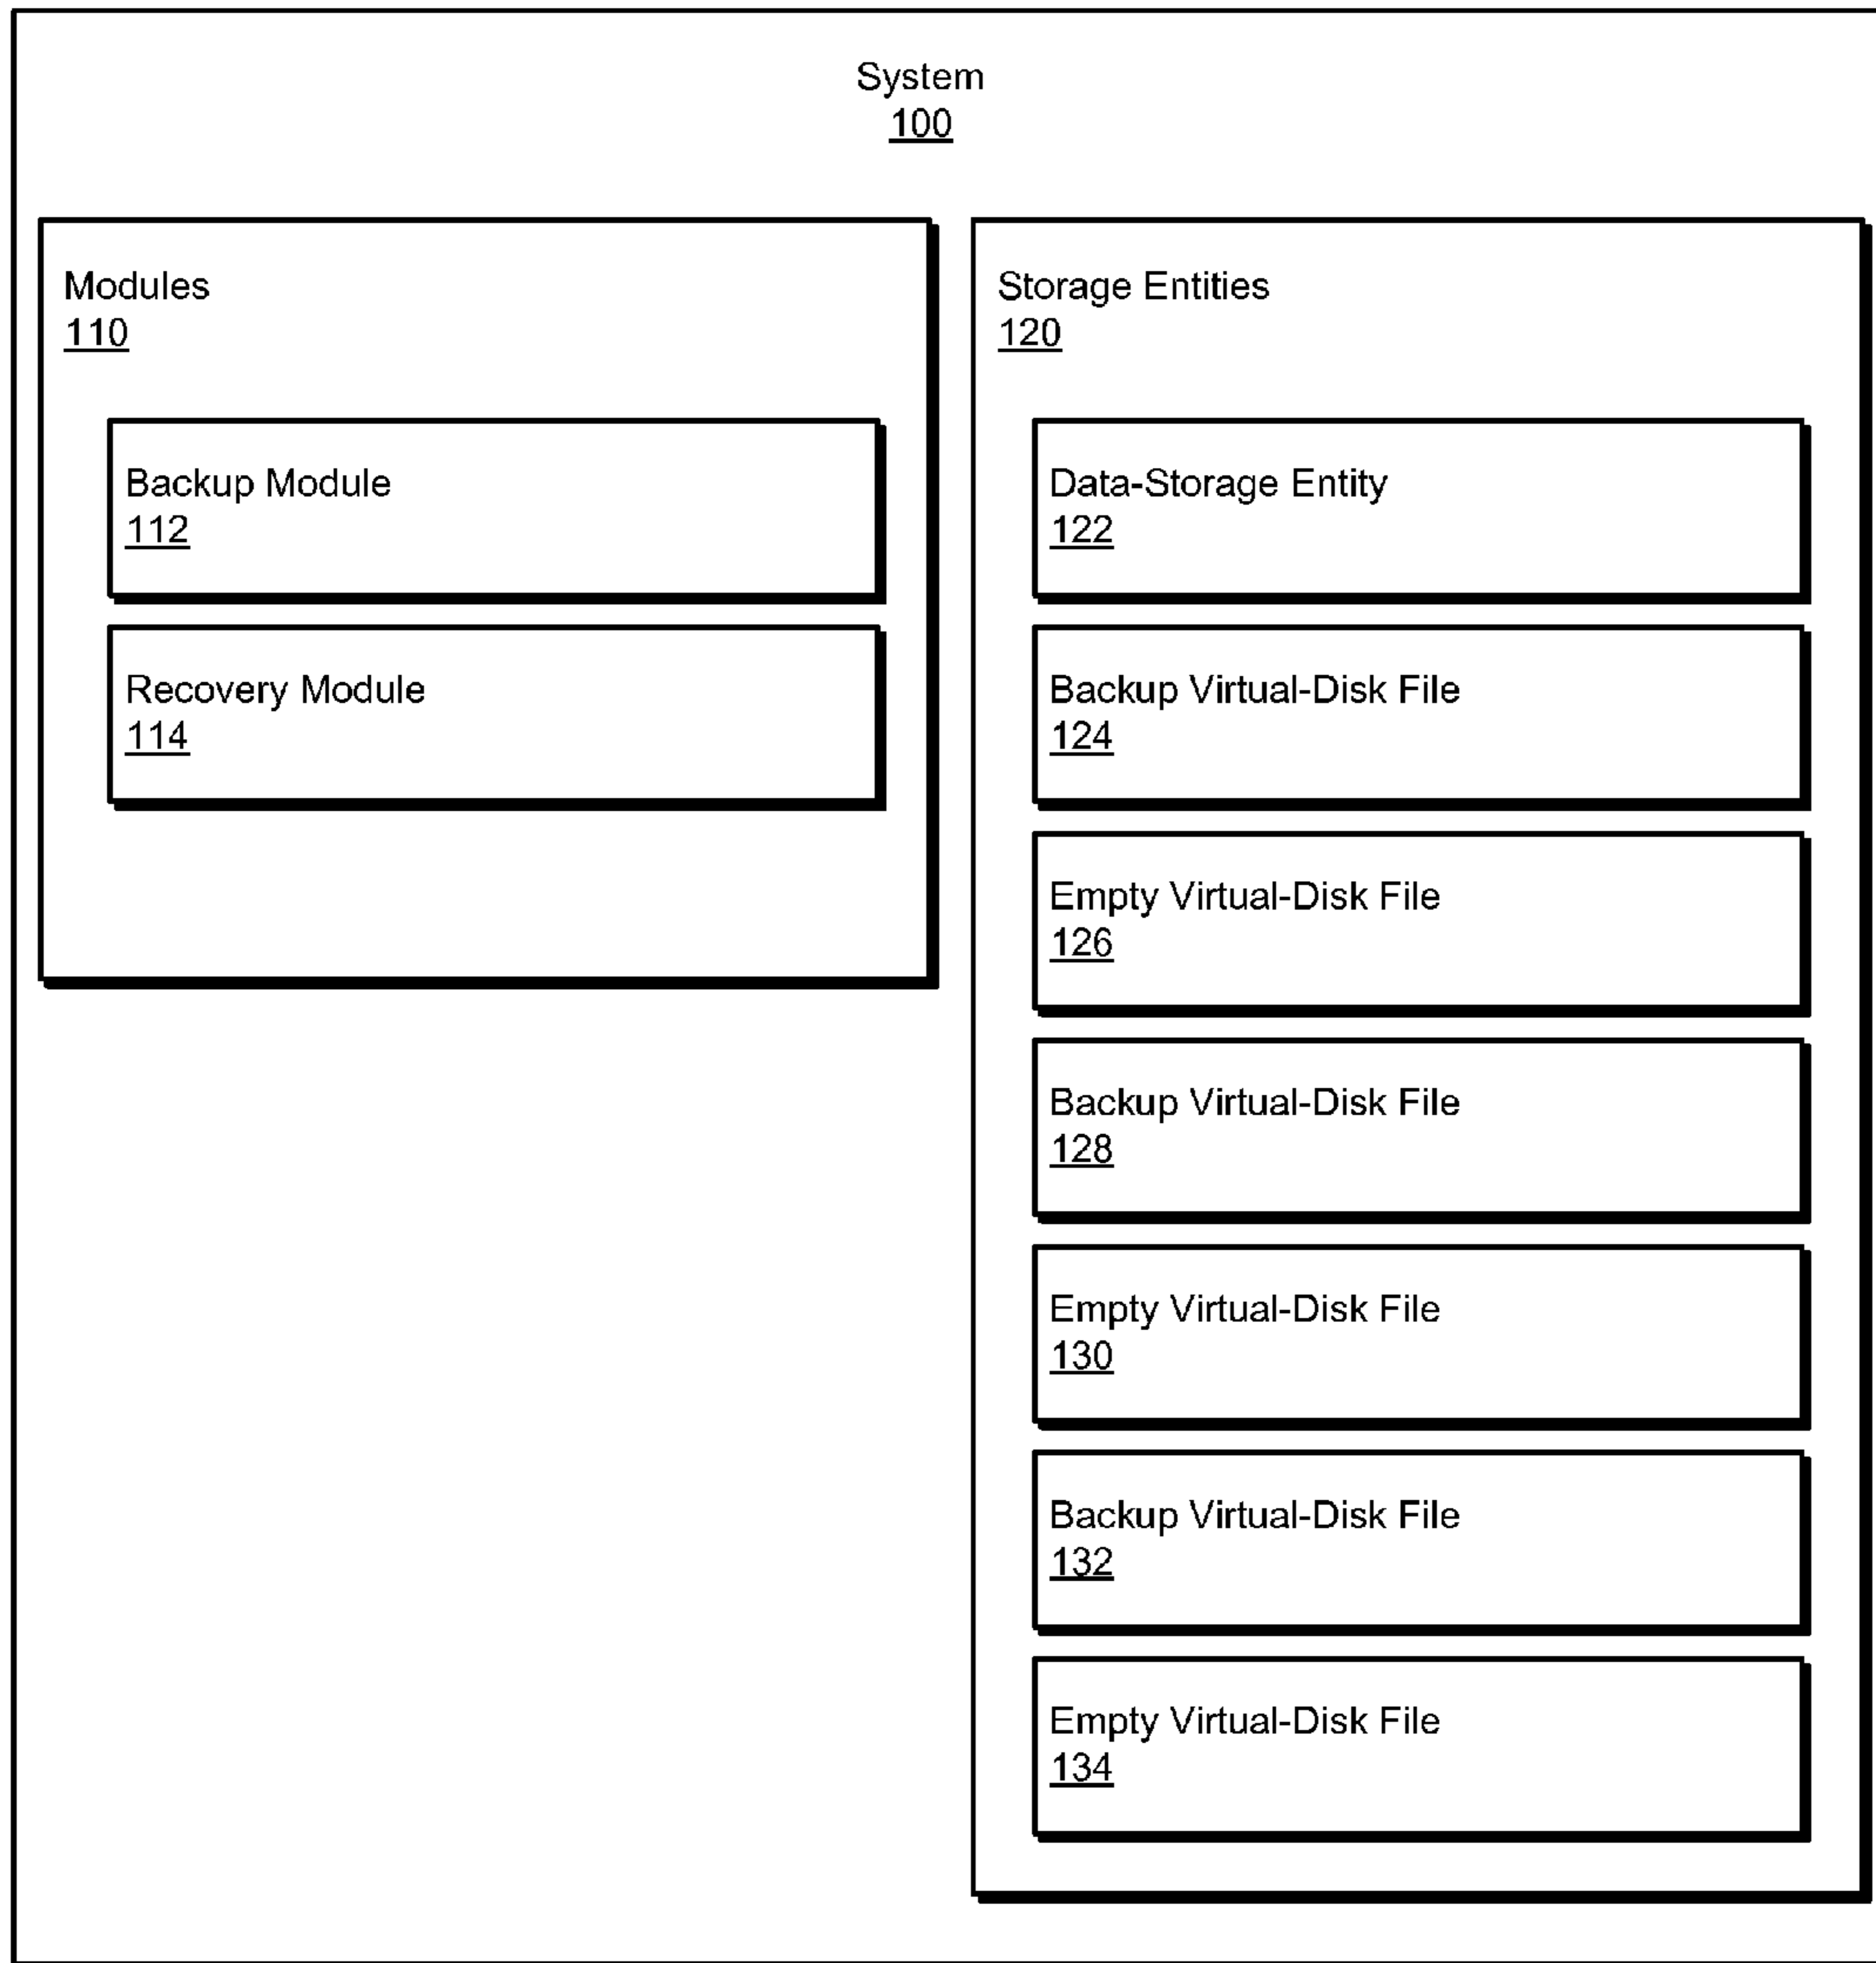 System
100
Modules
110
Backup Module
112
Recovery Module
114
Storage Entities
120
Data-Storage Entity
122
Backup Virtual-Disk File
124
Empty Virtual-Disk File
126
Backup Virtual-Disk File
128
Empty Virtual-Disk File
130
Backup Virtual-Disk File
132
Empty Virtual-Disk File
134